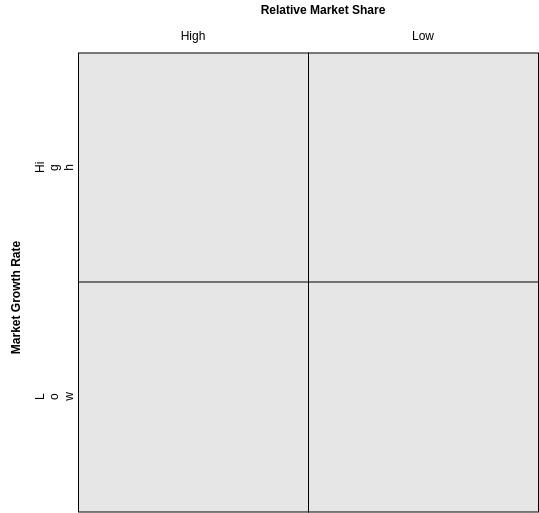 Relative Market Share
High
Low
Market Growth Rate
Hi
g
h
L
o
w